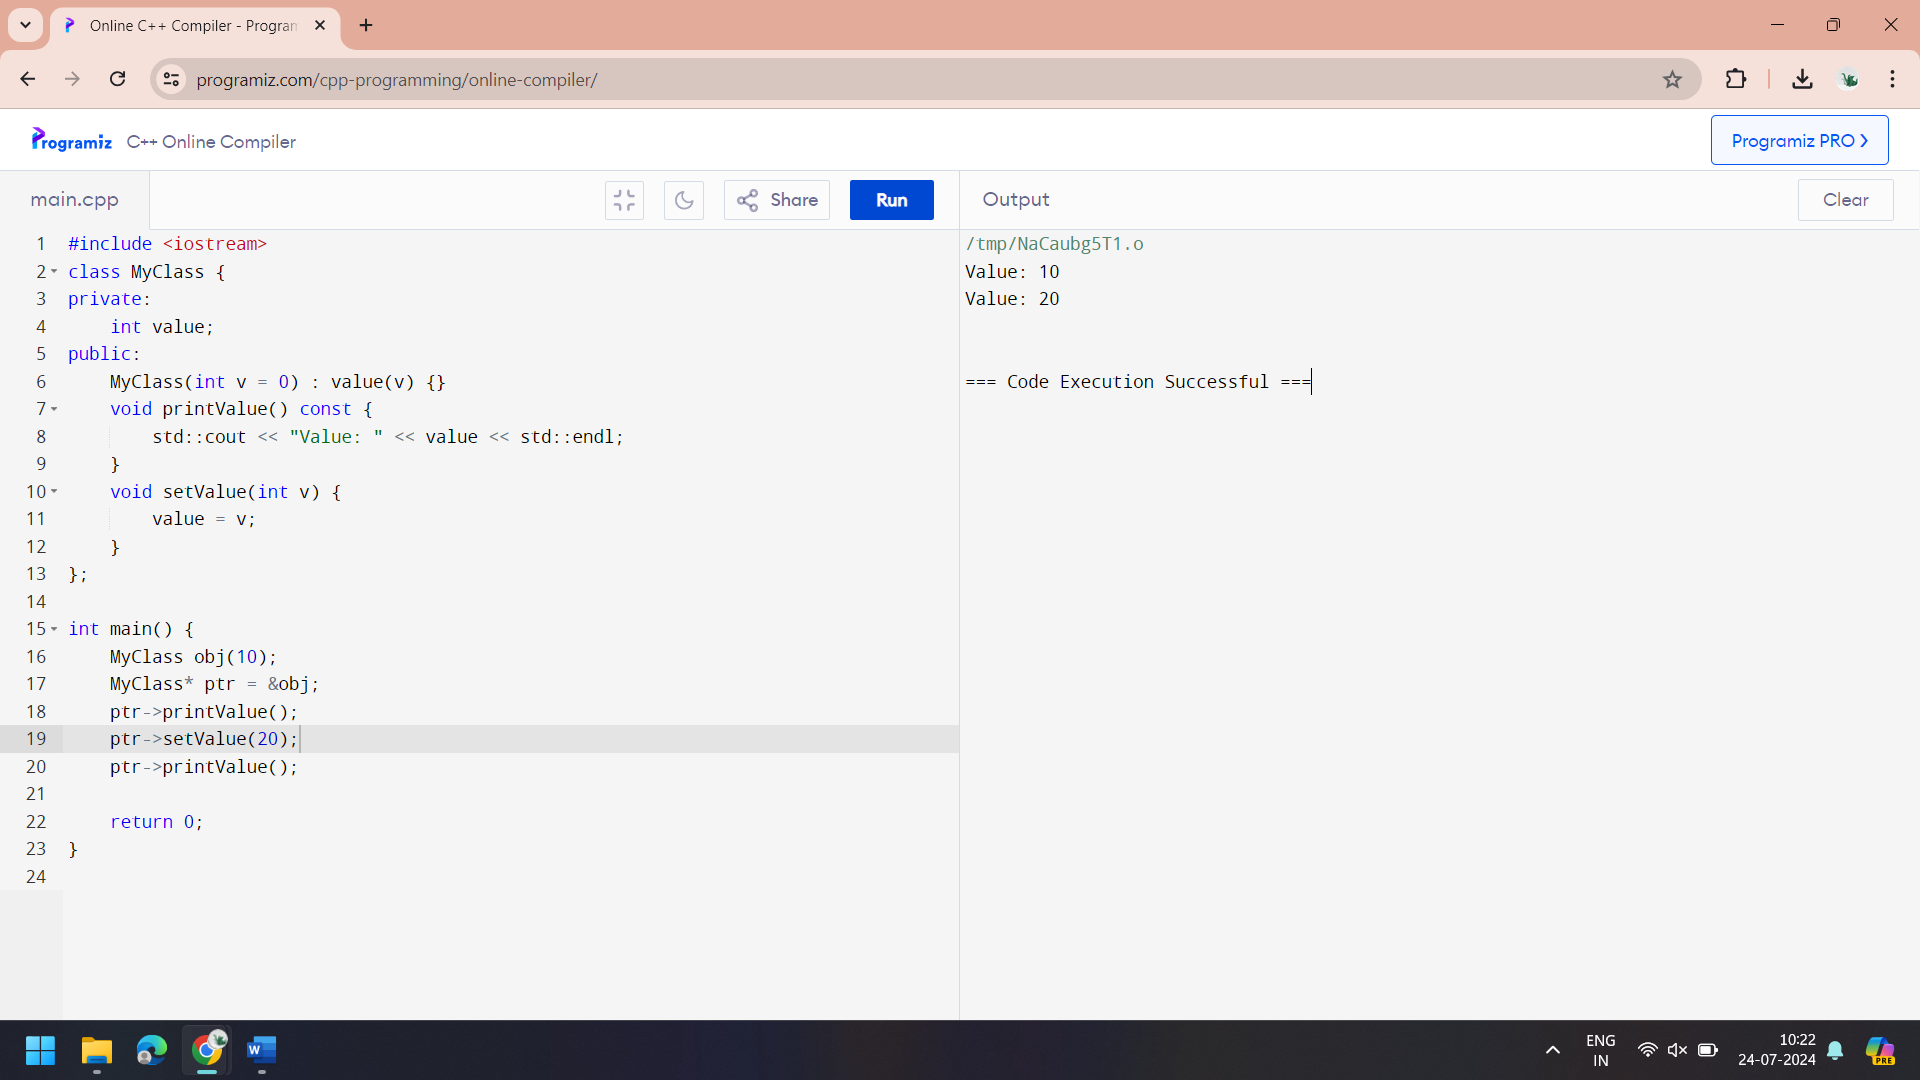 Online C++ Compiler - Program
programiz.com/cpp-programming/online-compiler/
Programiz C++ Online Compiler
Programiz PRO
main.cpp
Share
Run
Output
Clear
1 #include <iostream>
2 class MyClass {
3 private:
4     int value;
5 public:
6     MyClass(int v = 0) : value(v) {}
7     void printValue() const {
8         std::cout << "Value: " << value << std::endl;
9     }
10     void setValue(int v) {
11         value = v;
12     }
13 };
14
15 int main() {
16     MyClass obj(10);
17     MyClass* ptr = &obj;
18     ptr->printValue();
19     ptr->setValue(20);
20     ptr->printValue();
21
22     return 0;
23 }
24
/tmp/NaCaubg5T1.o
Value: 10
Value: 20
=== Code Execution Successful ===
ENG
IN
10:22
24-07-2024
PRE